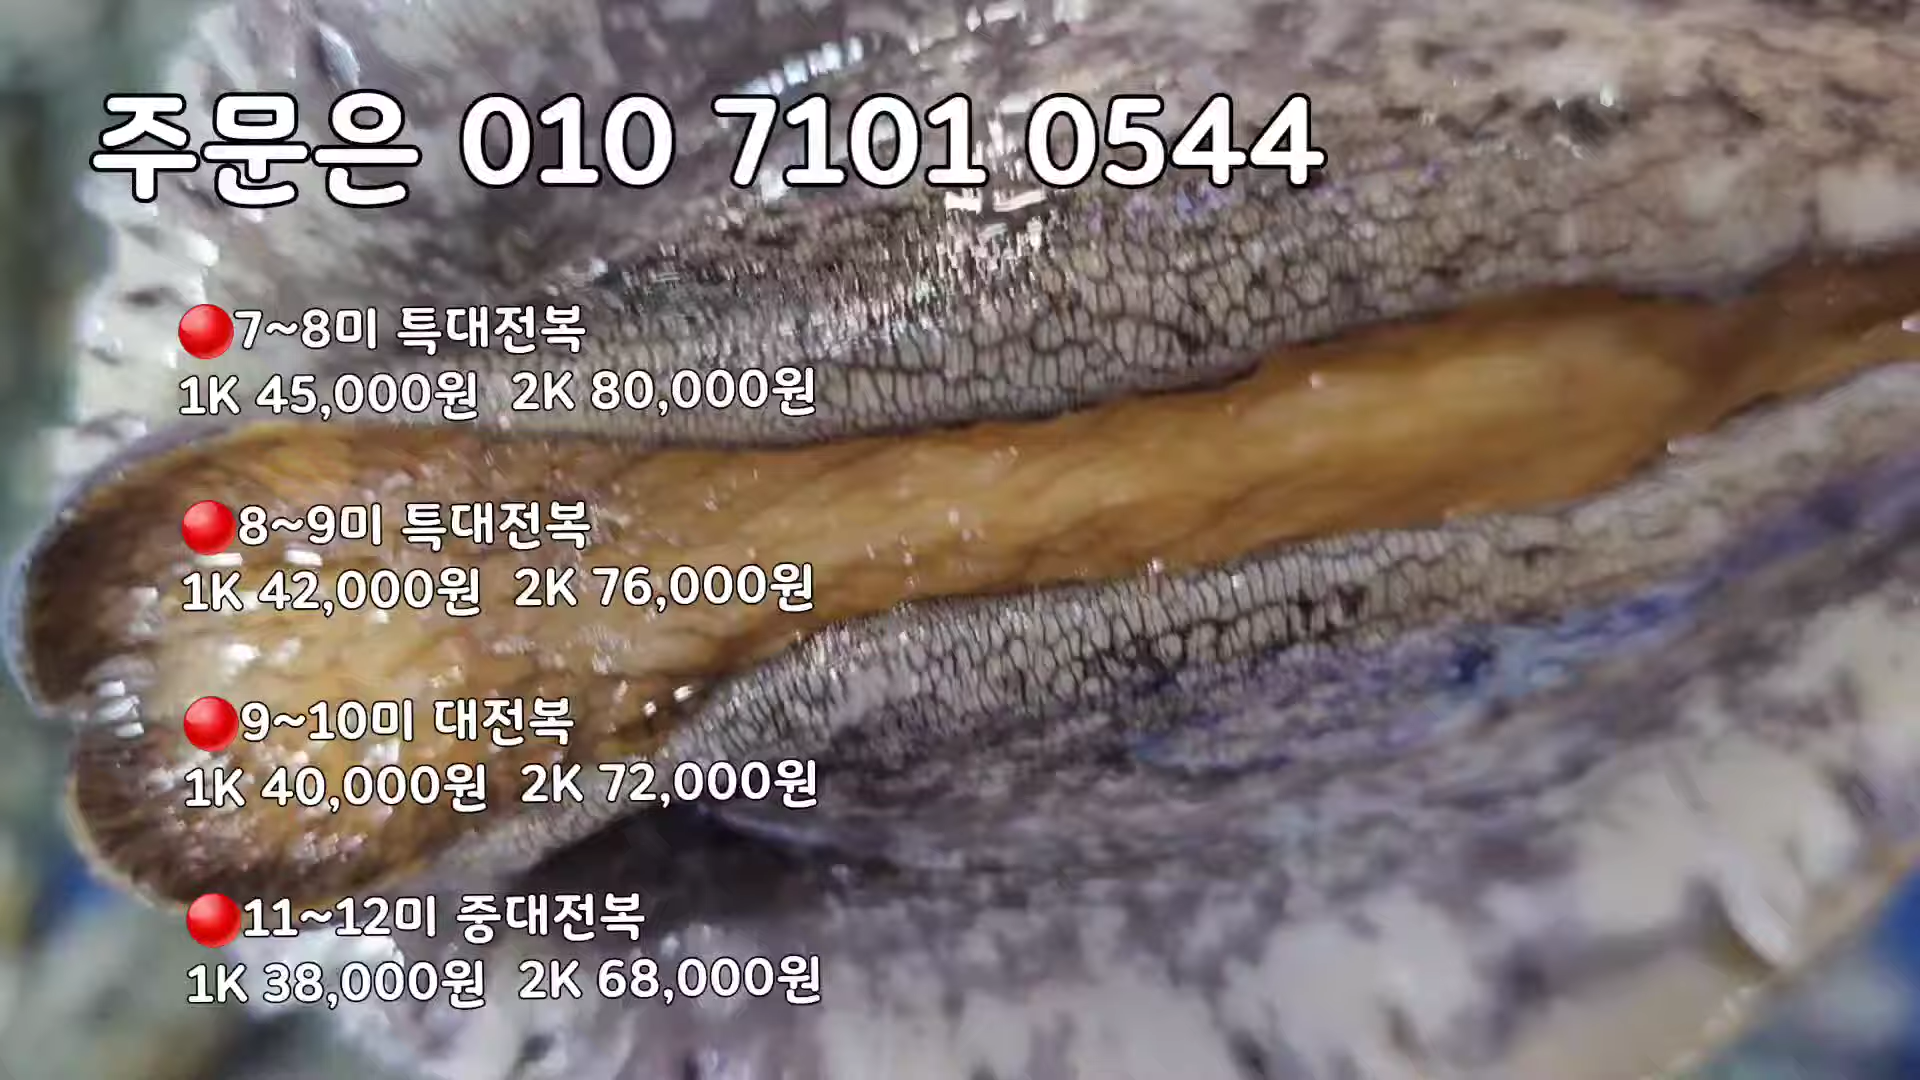 주문은 010 7101 0544
🔴7~8미 특대전복
1K 45,000원 2K 80,000원
🔴8~9미 특대전복
1K 42,000원 2K 76,000원
🔴9~10미 대전복
1K 40,000원 2K 72,000원
🔴11~12미 중대전복
1K 38,000원 2K 68,000원